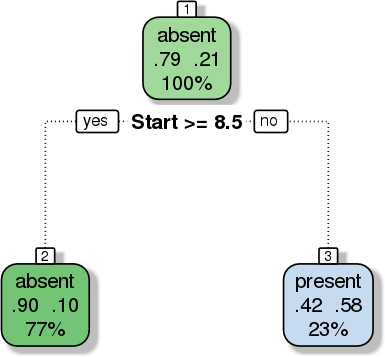 1
absent
.79 .21
100%
yes Start >= 8.5 no
2
absent
.90 .10
77%
3
present
.42 .58
23%